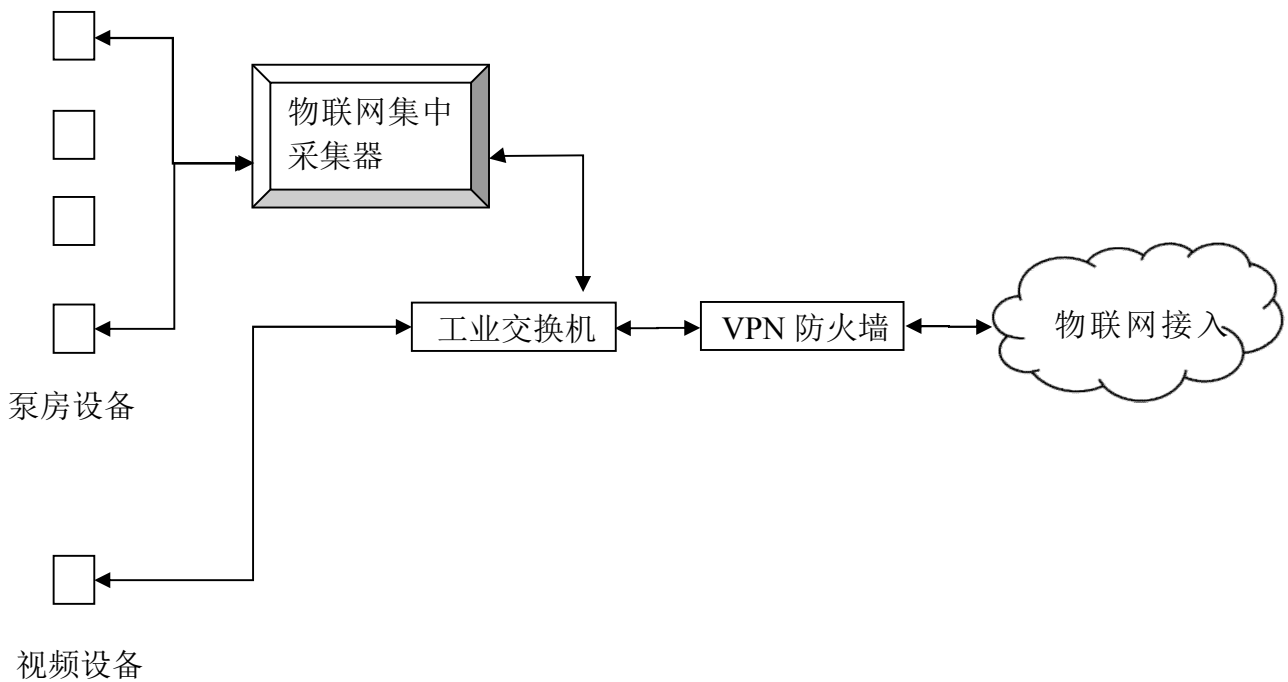 物联网集中
采集器
工业交换机
VPN 防火墙
物联网接入
泵房设备
视频设备